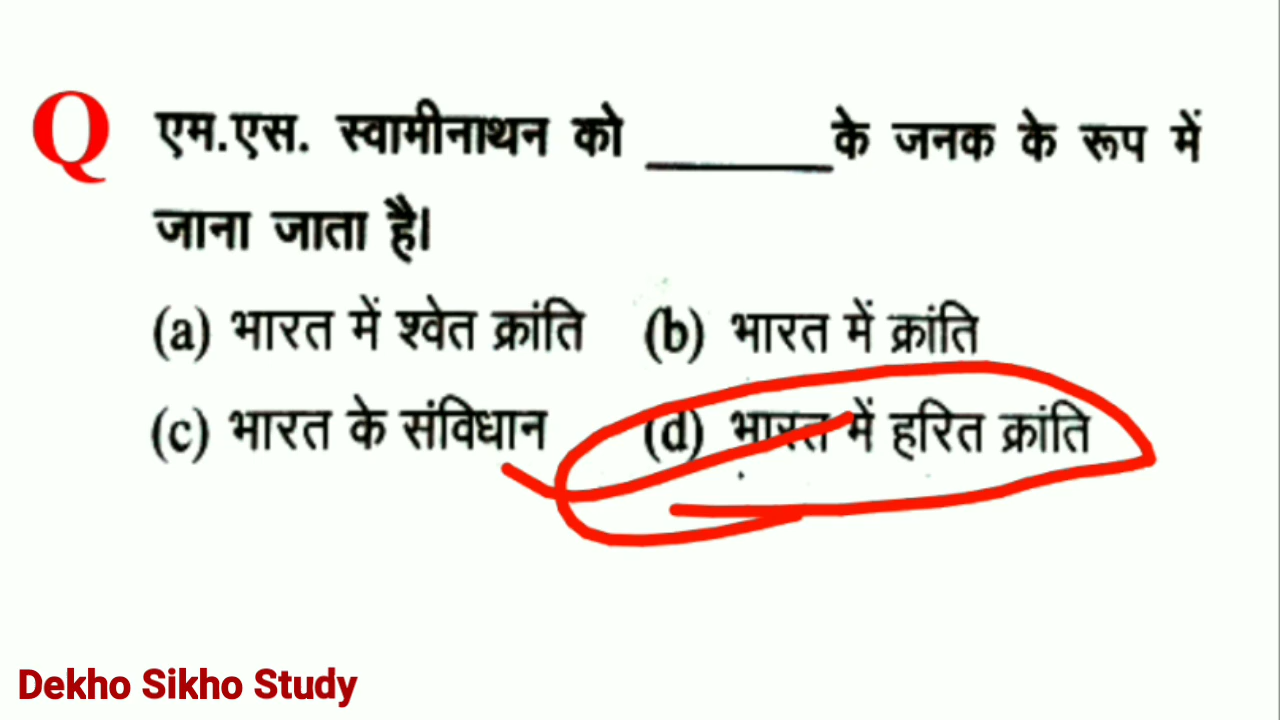 Q एम.एस. स्वामीनाथन को ______ के जनक के रूप में
जाना जाता है।
(a) भारत में श्वेत क्रांति (b) भारत में क्रांति
(c) भारत के संविधान (d) भारत में हरित क्रांति
Dekho Sikho Study